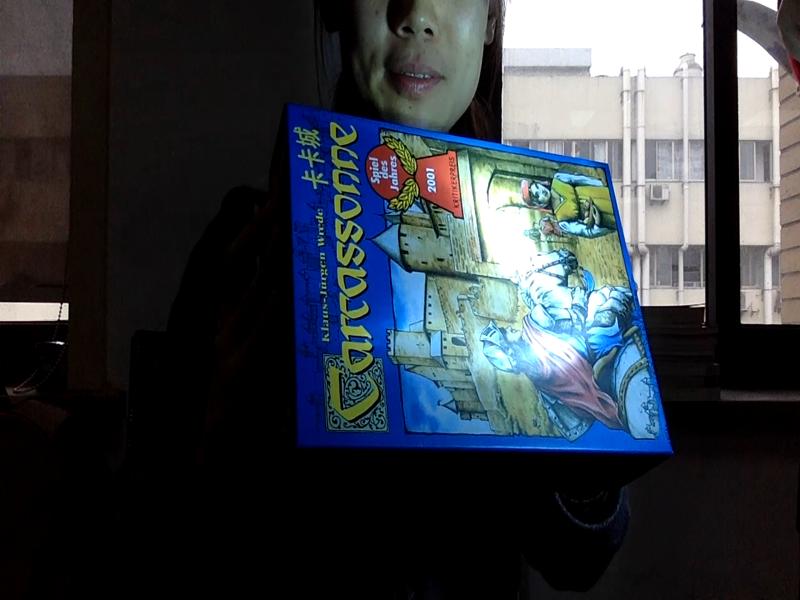 卡卡城
Klaus-Jürgen Wrede
Carcassonne
Spiel
des
Jahres
2001
KRITIKERPREIS